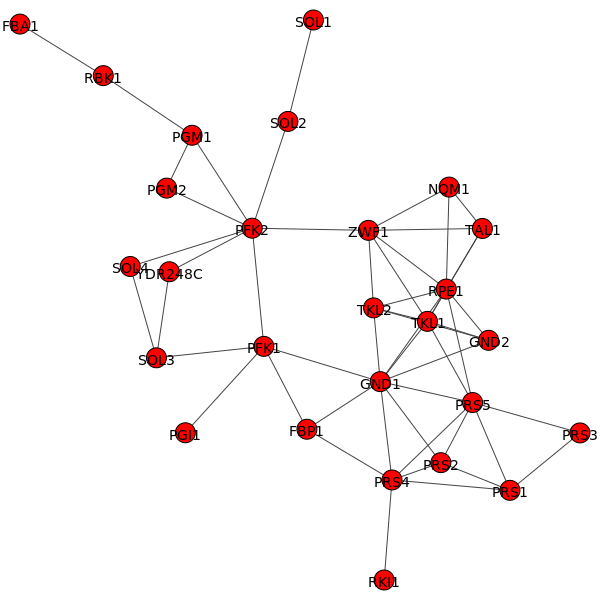 SOL1
FBA1
RBK1
SOL2
PGM1
PGM2
NQM1
PFK2
ZWF1
TAL1
SOL4
YDR248C
RPE1
TKL2
TKL1
GND2
PFK1
SOL3
GND1
PRS5
FBP1
PGI1
PRS3
PRS2
PRS4
PRS1
RKI1